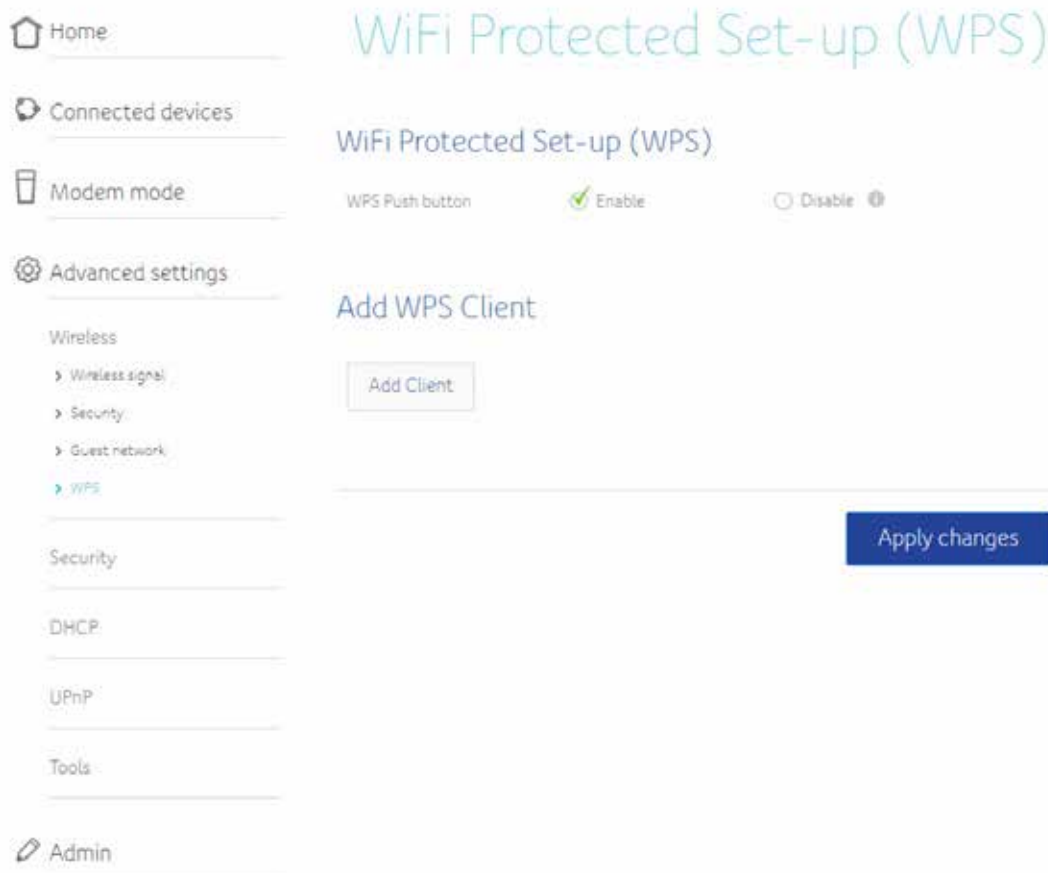 Home
Connected devices
Modem mode
Advanced settings
Wireless
Wireless signal
Security
Guest network
WPS
Security
DHCP
UPnP
Tools
Admin
WiFi Protected Set-up (WPS)
WiFi Protected Set-up (WPS)
WPS Push button Enable Disable
Add WPS Client
Add Client
Apply changes